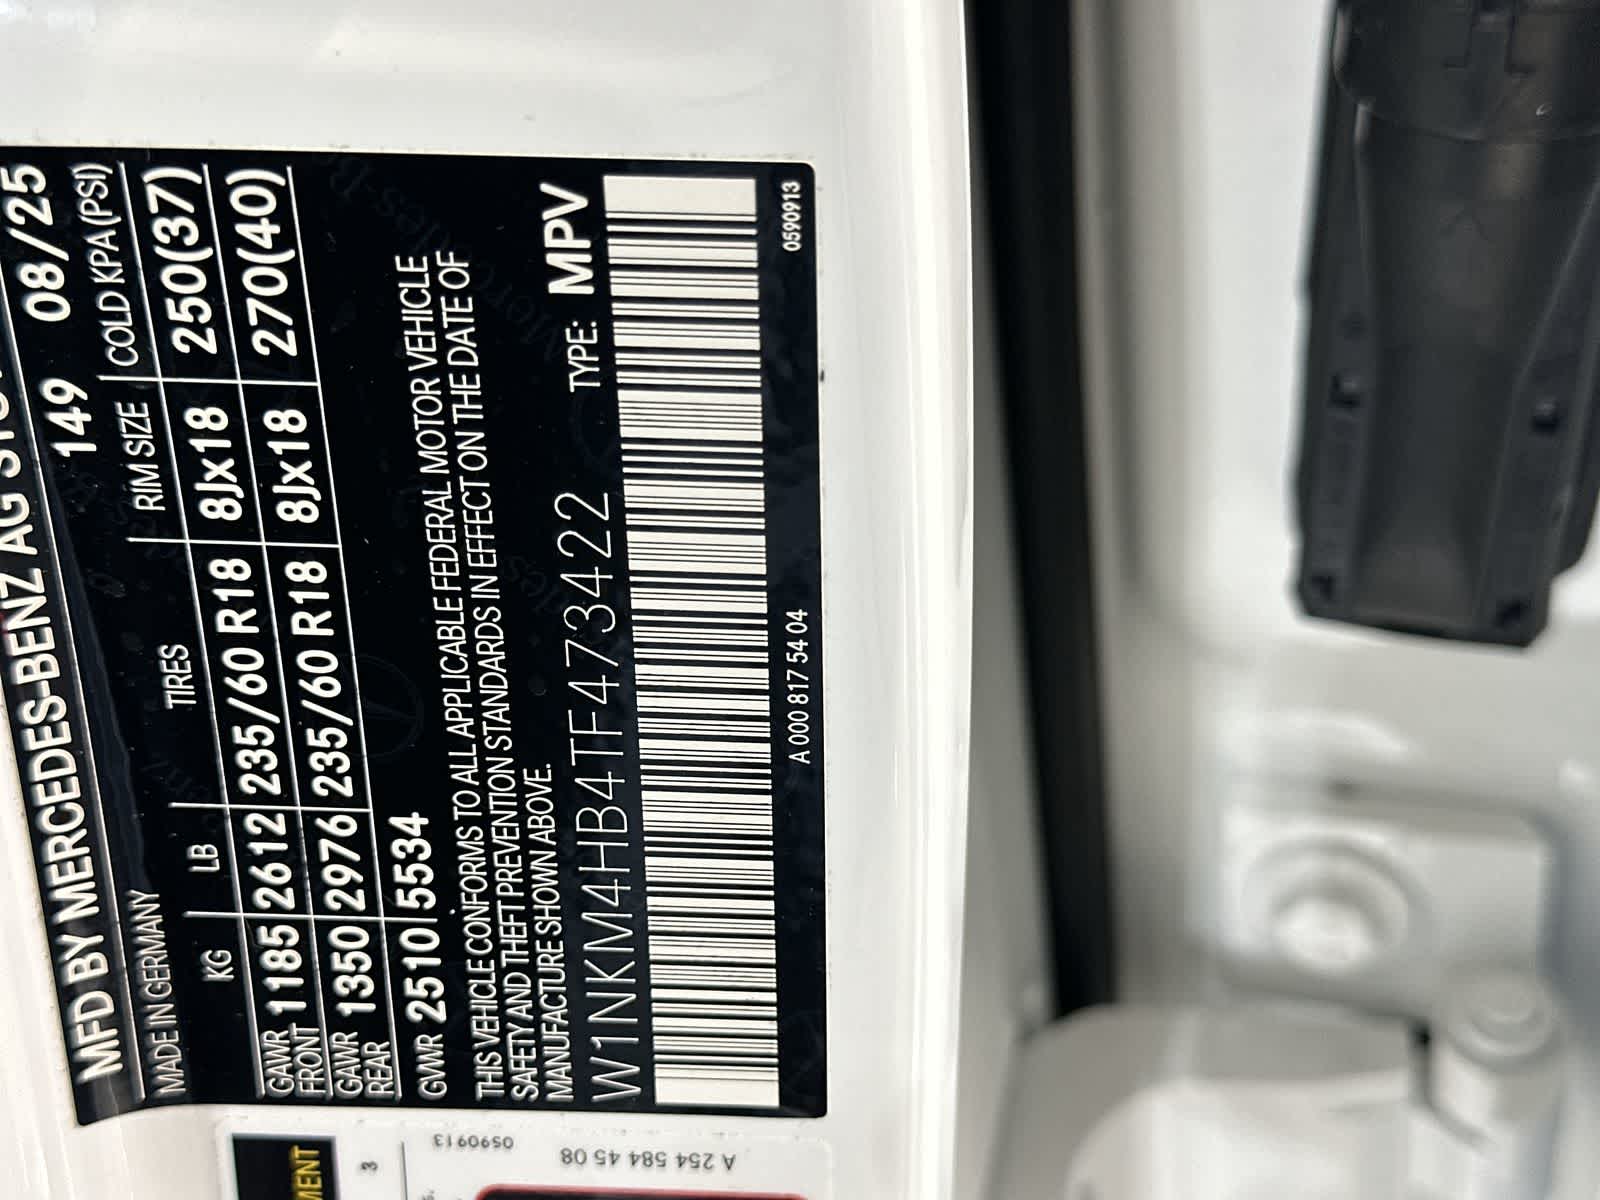 MFD BY MERCEDES-BENZ AG
149 08/25
MADE IN GERMANY
KG LB TIRES RIM SIZE COLD KPA(PSI)
GAWR FRONT 1185 2612 235/60 R18 8Jx18 250(37)
GAWR REAR 1350 2976 235/60 R18 8Jx18 270(40)
GVWR 2510 5534
THIS VEHICLE CONFORMS TO ALL APPLICABLE FEDERAL MOTOR VEHICLE
SAFETY AND THEFT PREVENTION STANDARDS IN EFFECT ON THE DATE OF
MANUFACTURE SHOWN ABOVE.
W1NKM4HB4TF473422 TYPE: MPV
A 000 817 54 04 0590913
3
0590913
A 254 584 45 08